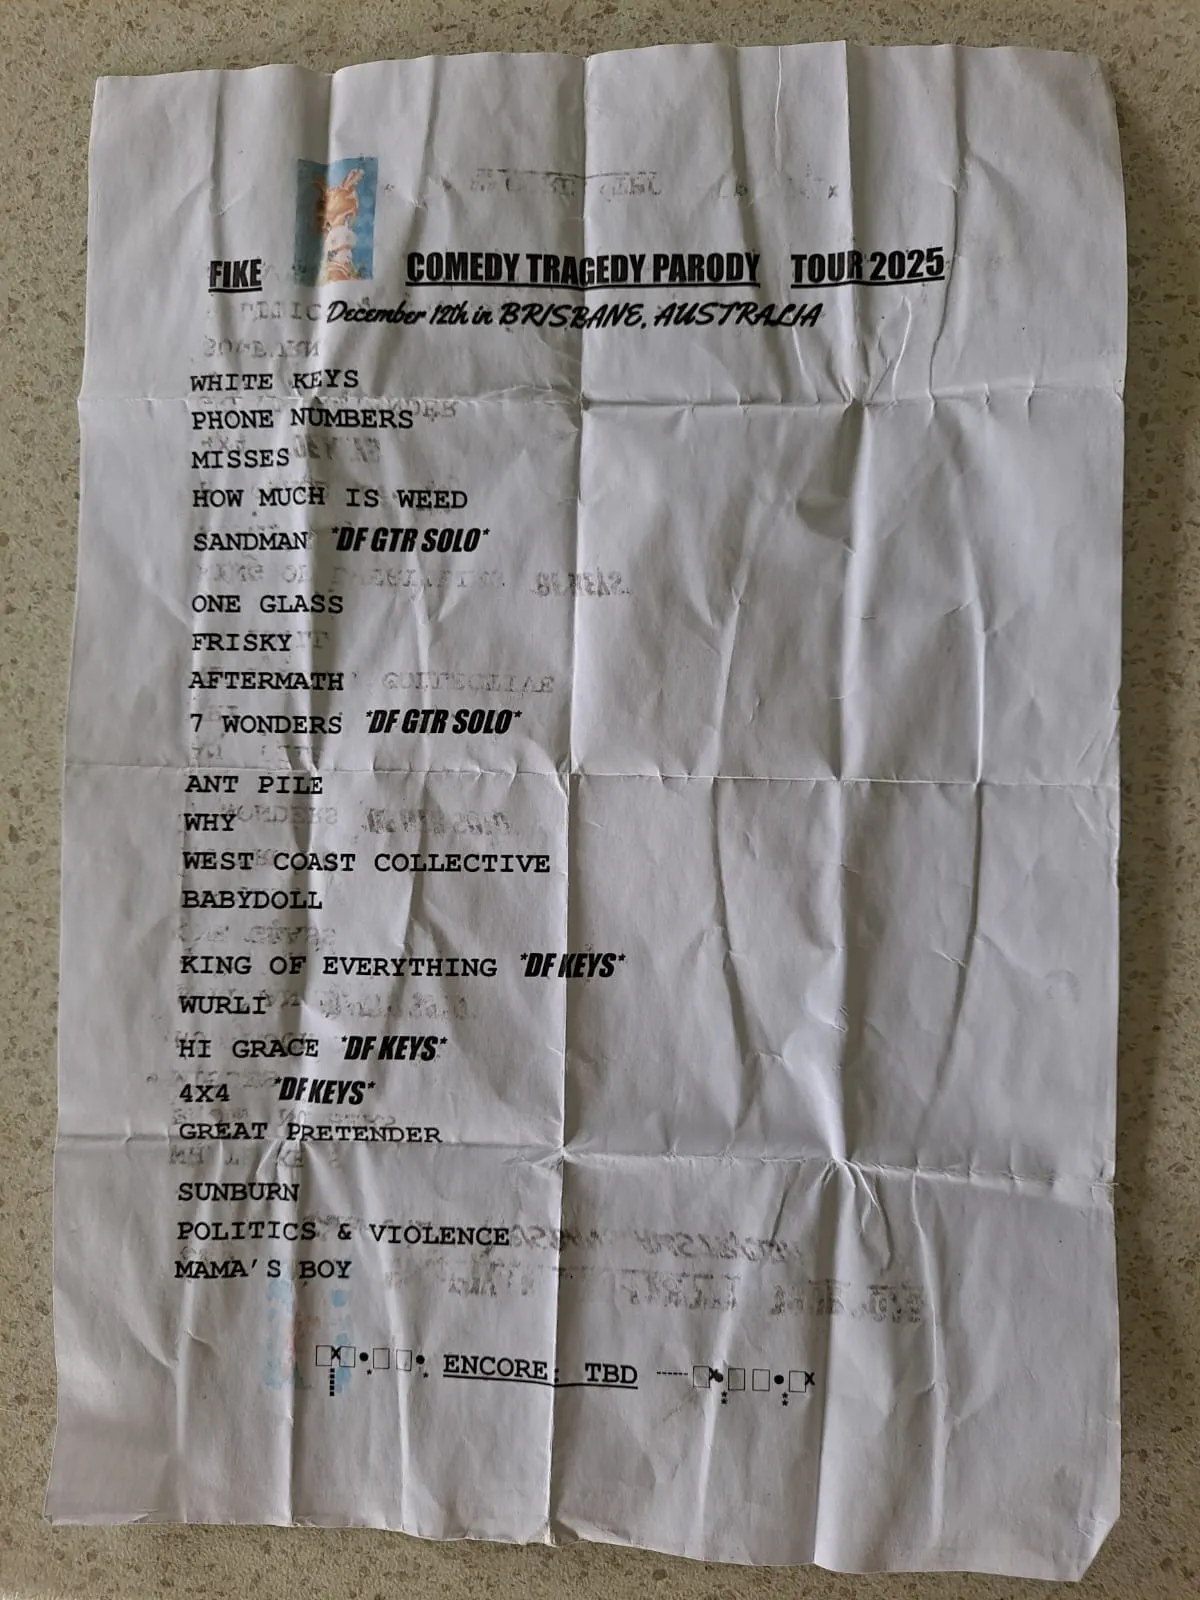 FIKE COMEDY TRAGEDY PARODY TOUR 2025
December 12th in BRISBANE, AUSTRALIA
WHITE KEYS
PHONE NUMBERS
MISSES
HOW MUCH IS WEED
SANDMAN *DF GTR SOLO*
ONE GLASS
FRISKY
AFTERMATH
7 WONDERS *DF GTR SOLO*
ANT PILE
WHY
WEST COAST COLLECTIVE
BABYDOLL
KING OF EVERYTHING *DF KEYS*
WURLI
HI GRACE *DF KEYS*
4X4 *DF KEYS*
GREAT PRETENDER
SUNBURN
POLITICS & VIOLENCE
MAMA'S BOY
ENCORE: TBD